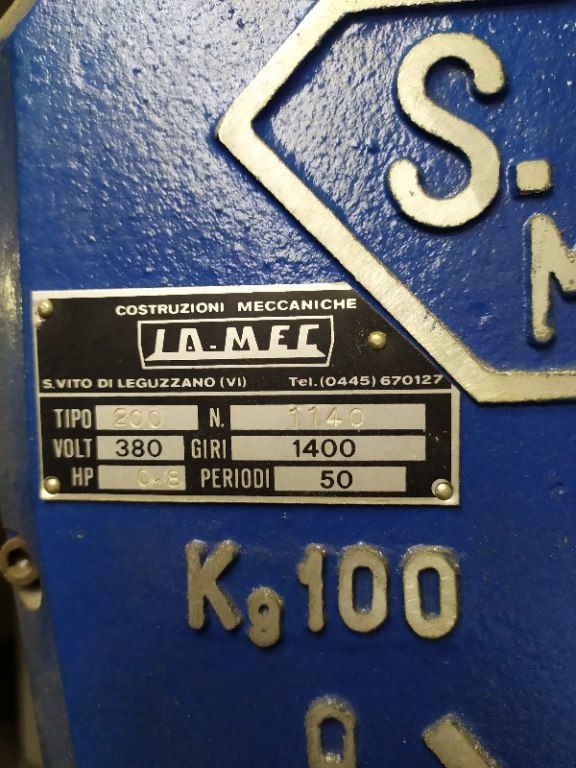 S.
M
COSTRUZIONI MECCANICHE
LA-MEC
S.VITO DI LEGUZZANO (VI) Tel.(0445) 670127
TIPO 200 N. 1140
VOLT 380 GIRI 1400
HP 0.8 PERIODI 50
Kg 100
0